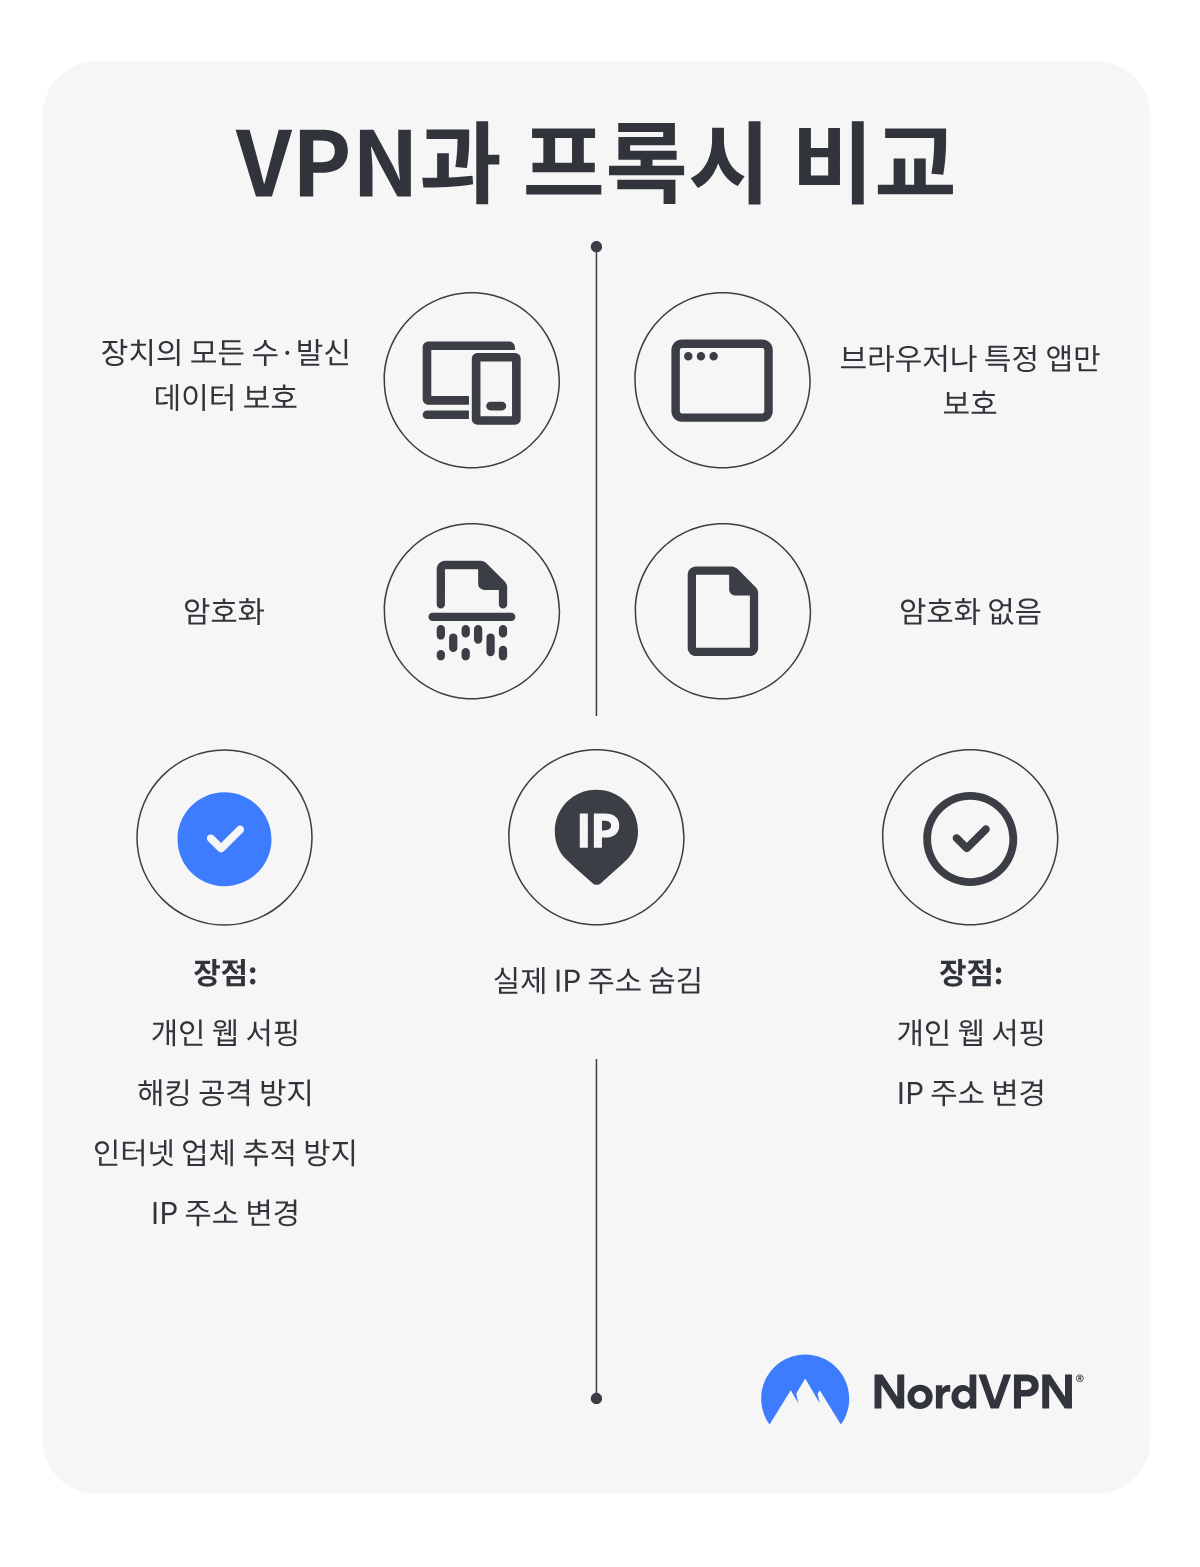 VPN과 프록시 비교
장치의 모든 수·발신
데이터 보호
브라우저나 특정 앱만
보호
암호화
암호화 없음
IP
장점:
개인 웹 서핑
해킹 공격 방지
인터넷 업체 추적 방지
IP 주소 변경
실제 IP 주소 숨김
장점:
개인 웹 서핑
IP 주소 변경
NordVPN®